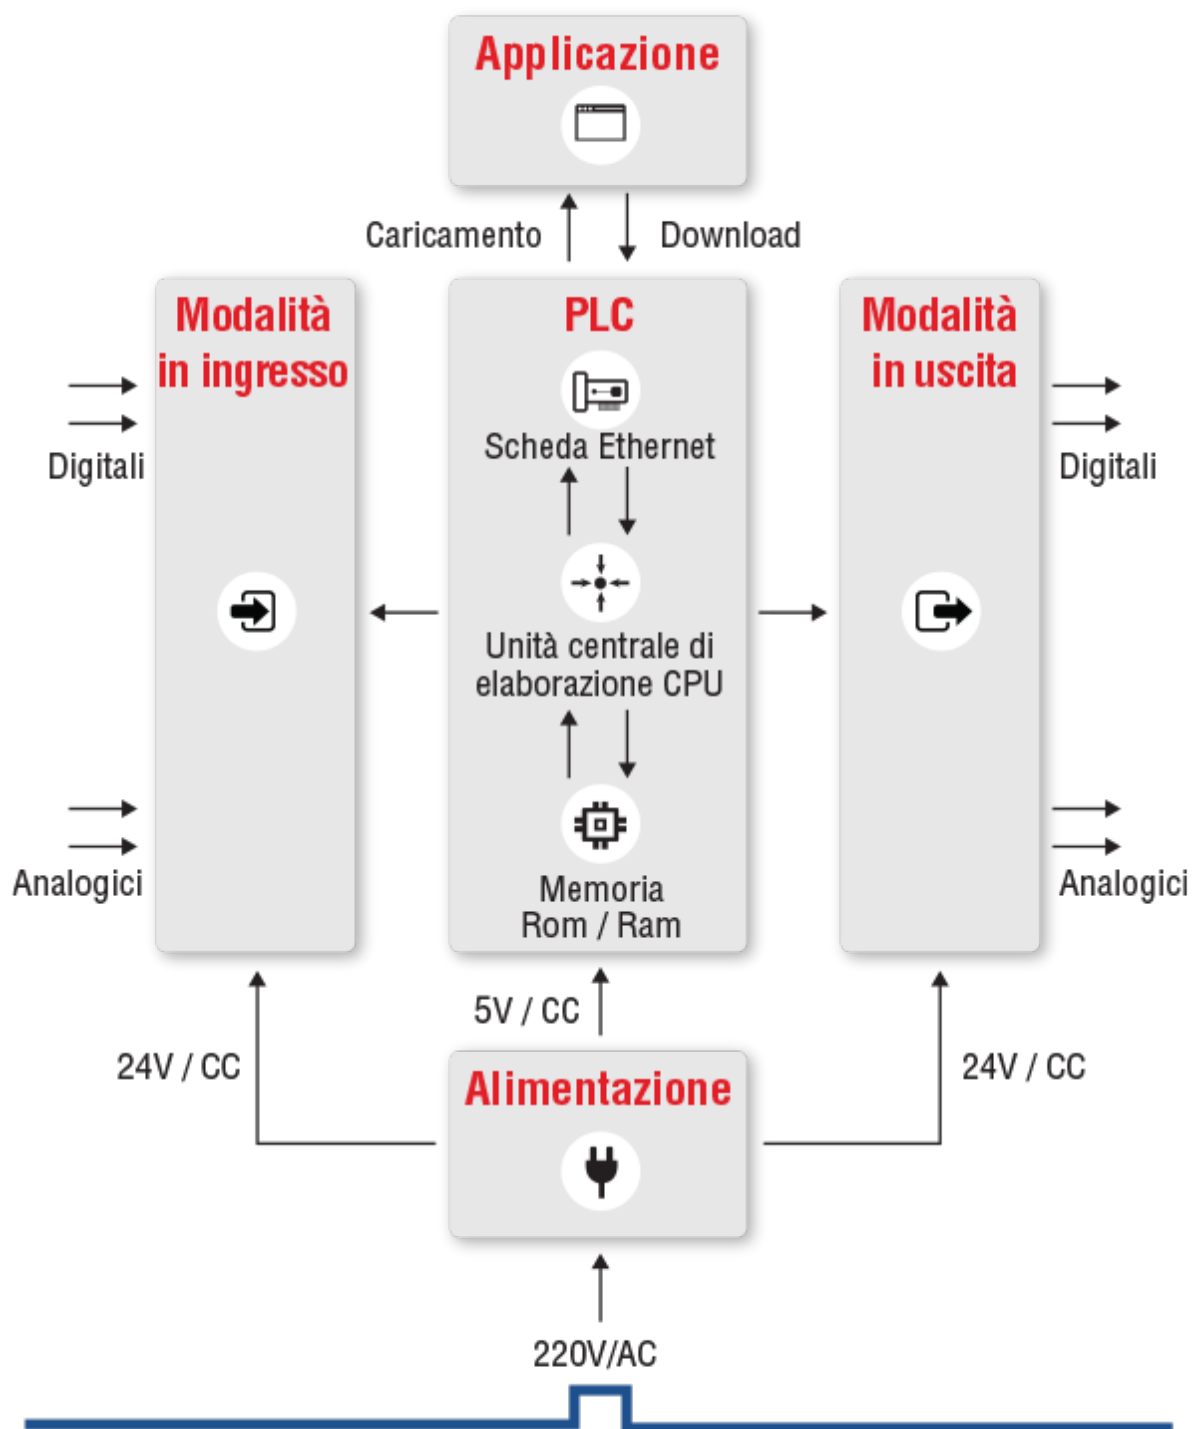 Applicazione
Caricamento
Download
Modalità
in ingresso
PLC
Modalità
in uscita
Scheda Ethernet
Digitali
Digitali
Unità centrale di
elaborazione CPU
Analogici
Memoria
Rom / Ram
Analogici
5V / CC
24V / CC
24V / CC
Alimentazione
220V/AC